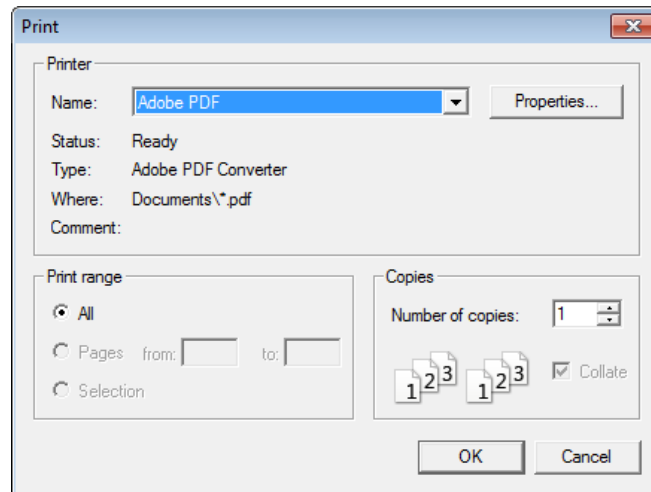 Print
Printer
Name: Adobe PDF Properties...
Status: Ready
Type: Adobe PDF Converter
Where: Documents\*.pdf
Comment:
Print range
All
Pages from: to:
Selection
Copies
Number of copies: 1
1 2 3 1 2 3 Collate
OK Cancel